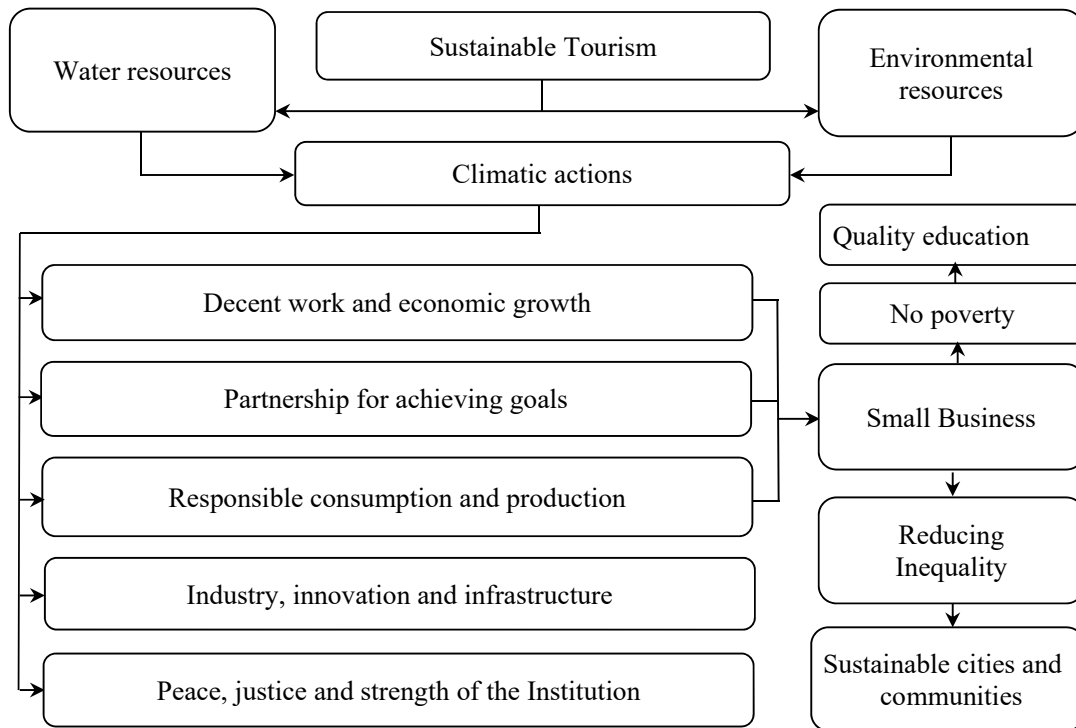 Sustainable Tourism
Water resources
Environmental
resources
Climatic actions
Quality education
Decent work and economic growth
No poverty
Partnership for achieving goals
Small Business
Responsible consumption and production
Reducing
Inequality
Industry, innovation and infrastructure
Sustainable cities and
communities
Peace, justice and strength of the Institution